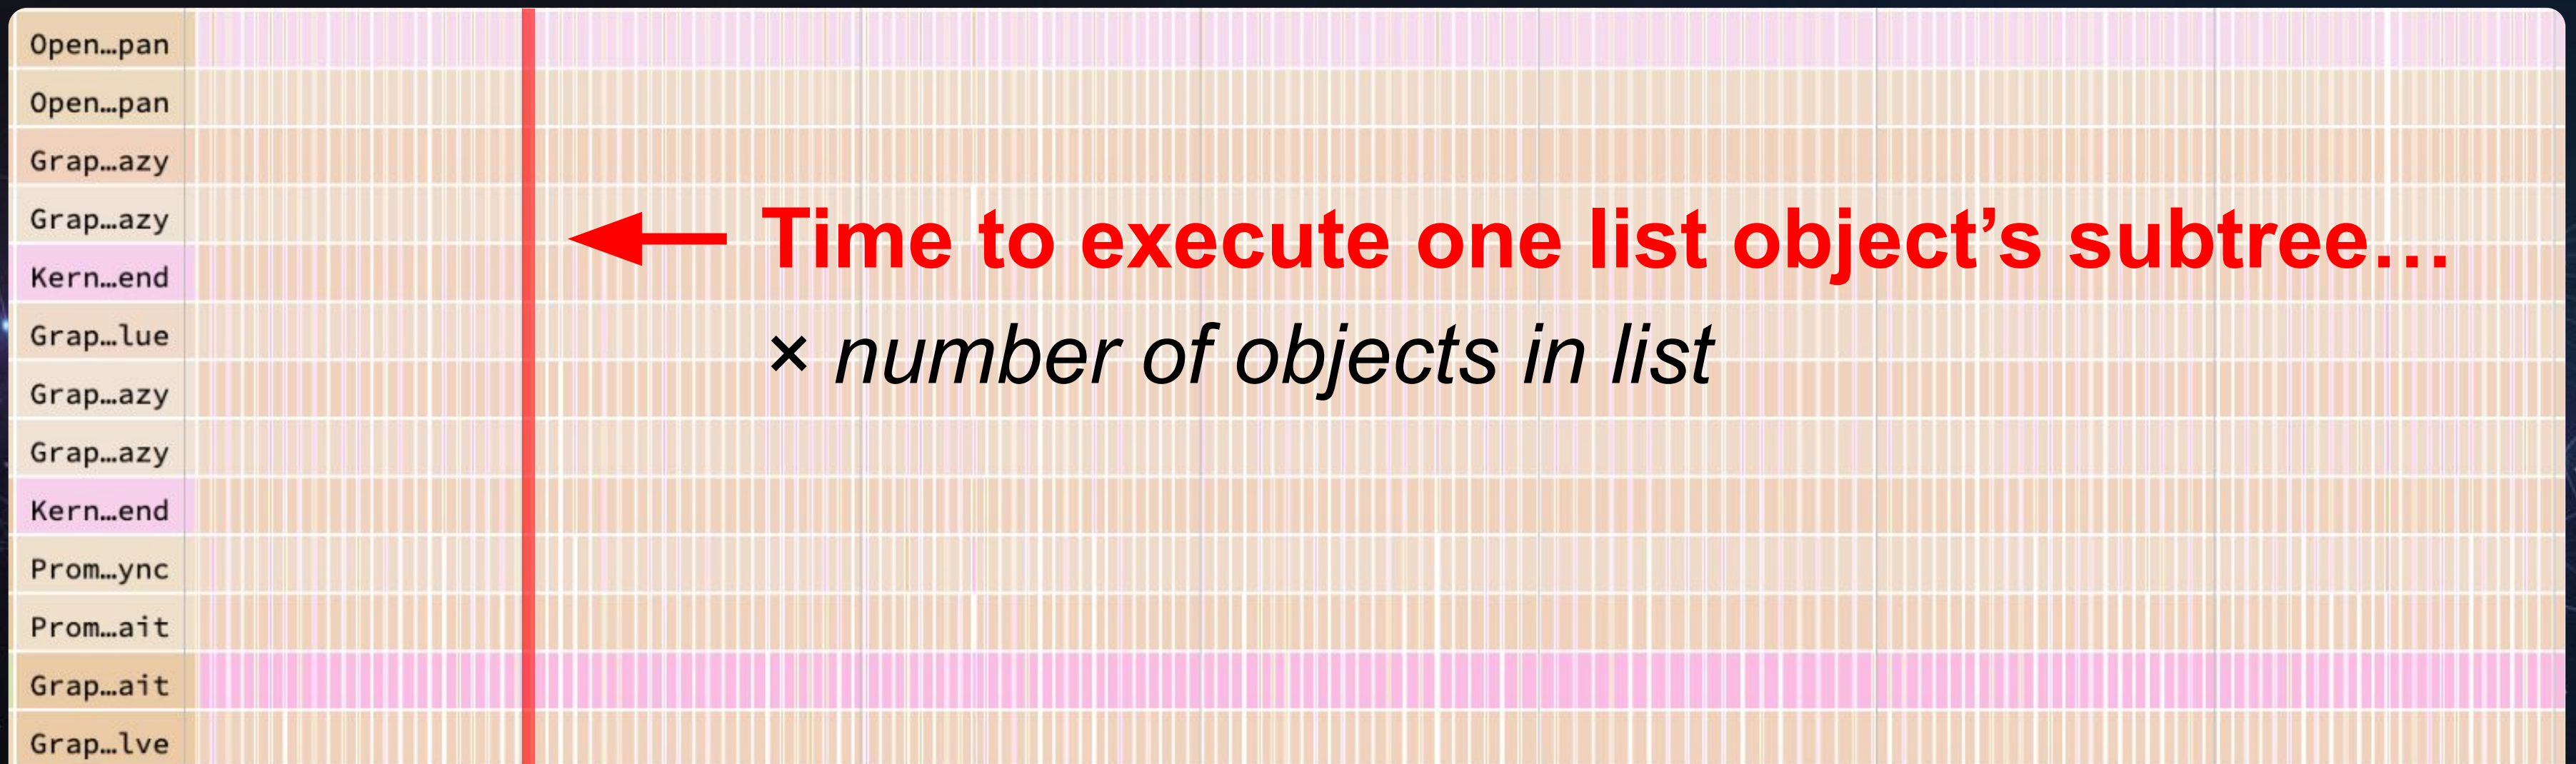 Open…pan
Open…pan
Grap…azy
Grap…azy
Time to execute one list object’s subtree…
Kern…end
Grap…lue
× number of objects in list
Grap…azy
Grap…azy
Kern…end
Prom…ync
Prom…ait
Grap…ait
Grap…lve